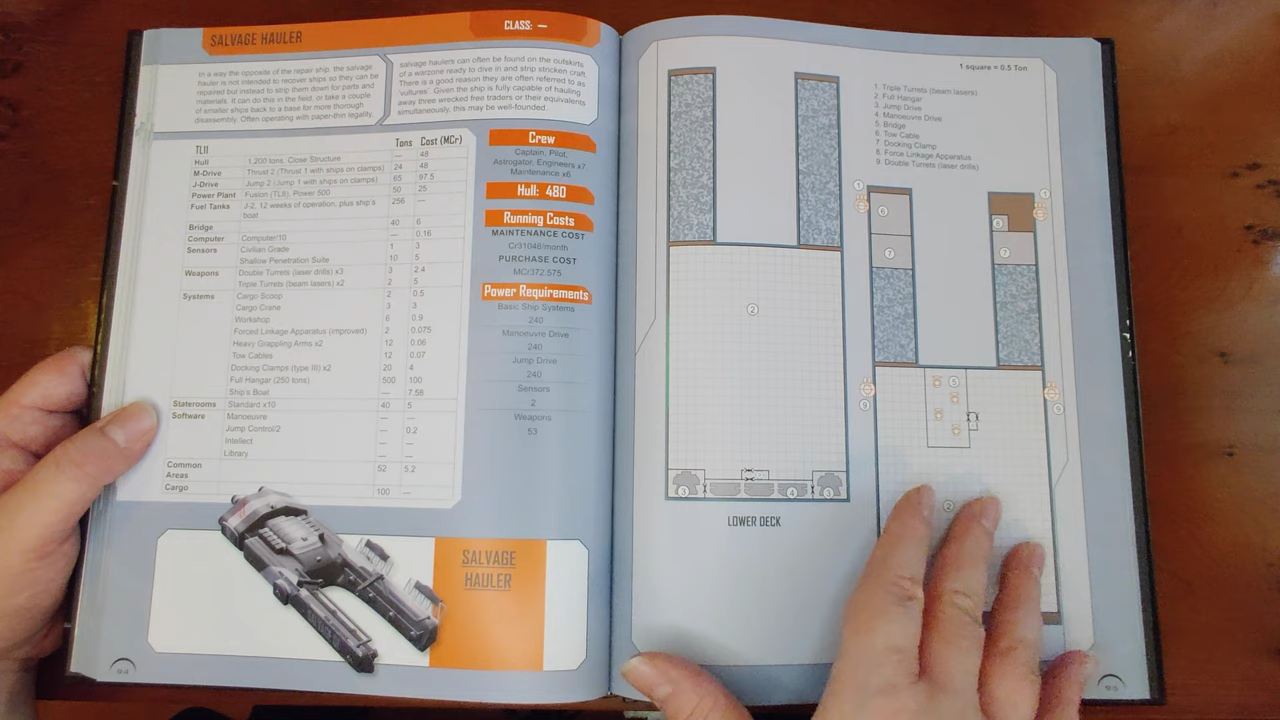 SALVAGE HAULER
CLASS: —
In a way the opposite of the repair ship, the salvage
hauler is not intended to recover ships so they can be
repaired but instead to strip them down for parts and
materials. It can do this in the field, or take a couple
of smaller ships back to a base for more thorough
disassembly. Often operating with paper-thin legality,
salvage haulers can often be found on the outskirts
of a warzone ready to dive in and strip stricken craft.
There is a good reason they are often referred to as
'vultures'. Given the ship is fully capable of hauling
away three wrecked free traders or their equivalents
simultaneously, this may be well-founded.
TL11 Tons Cost (MCr)
Hull 1,200 tons, Close Structure — 48
M-Drive Thrust 2 (Thrust 1 with ships on clamps) 24 48
J-Drive Jump 2 (Jump 1 with ships on clamps) 65 97.5
Power Plant Fusion (TL8), Power 500 50 25
Fuel Tanks J-2, 12 weeks of operation, plus ship's 256 —
boat
Bridge 40 6
Computer Computer/10 — 0.16
Sensors Civilian Grade 1 3
Shallow Penetration Suite 10 5
Weapons Double Turrets (laser drills) x3 3 2.4
Triple Turrets (beam lasers) x2 2 5
Systems Cargo Scoop 2 0.5
Cargo Crane 3 3
Workshop 6 0.9
Forced Linkage Apparatus (improved) 2 0.075
Heavy Grappling Arms x2 12 0.06
Tow Cables 12 0.07
Docking Clamps (type III) x2 20 4
Full Hangar (250 tons) 500 100
Ship's Boat — 7.58
Staterooms Standard x10 40 5
Software Manoeuvre — —
Jump Control/2 — 0.2
Intellect — —
Library — —
Common 52 5.2
Areas
Cargo 100 —
Crew
Captain, Pilot,
Astrogator, Engineers x7,
Maintenance x6
Hull: 480
Running Costs
MAINTENANCE COST
Cr31046/month
PURCHASE COST
MCr372.575
Power Requirements
Basic Ship Systems
240
Manoeuvre Drive
240
Jump Drive
240
Sensors
2
Weapons
53
SALVAGE
HAULER
94
1 square = 0.5 Ton
1. Triple Turrets (beam lasers)
2. Full Hangar
3. Jump Drive
4. Manoeuvre Drive
5. Bridge
6. Tow Cable
7. Docking Clamp
8. Force Linkage Apparatus
9. Double Turrets (laser drills)
1 1
6 8
7 7
2
5
9 9
2
3 4 3
LOWER DECK
95